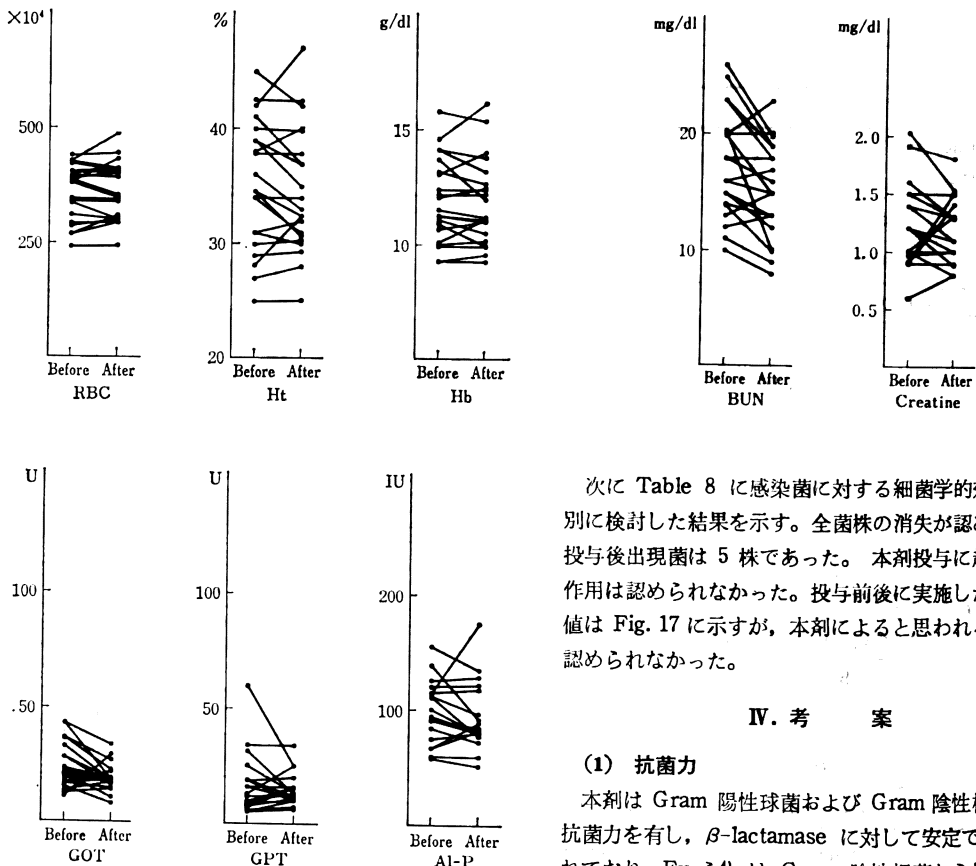 ×10⁴
500
250
Before After
RBC
%
40
30
20
Before After
Ht
g/dl
15
10
Before After
Hb
mg/dl
20
10
Before After
BUN
mg/dl
2.0
1.5
1.0
0.5
Before After
Creatine
U
100
50
Before After
GOT
U
100
50
Before After
GPT
IU
200
100
Before After
Al-P
次に Table 8 に感染菌に対する細菌学的
別に検討した結果を示す。全菌株の消失が認
投与後出現菌は 5 株であった。 本剤投与に
作用は認められなかった。投与前後に実施し
値は Fig. 17 に示すが，本剤によると思われ
認められなかった。
Ⅳ. 考 案
(1) 抗菌力
本剤は Gram 陽性球菌および Gram 陰性
抗菌力を有し，β-lactamase に対して安定で